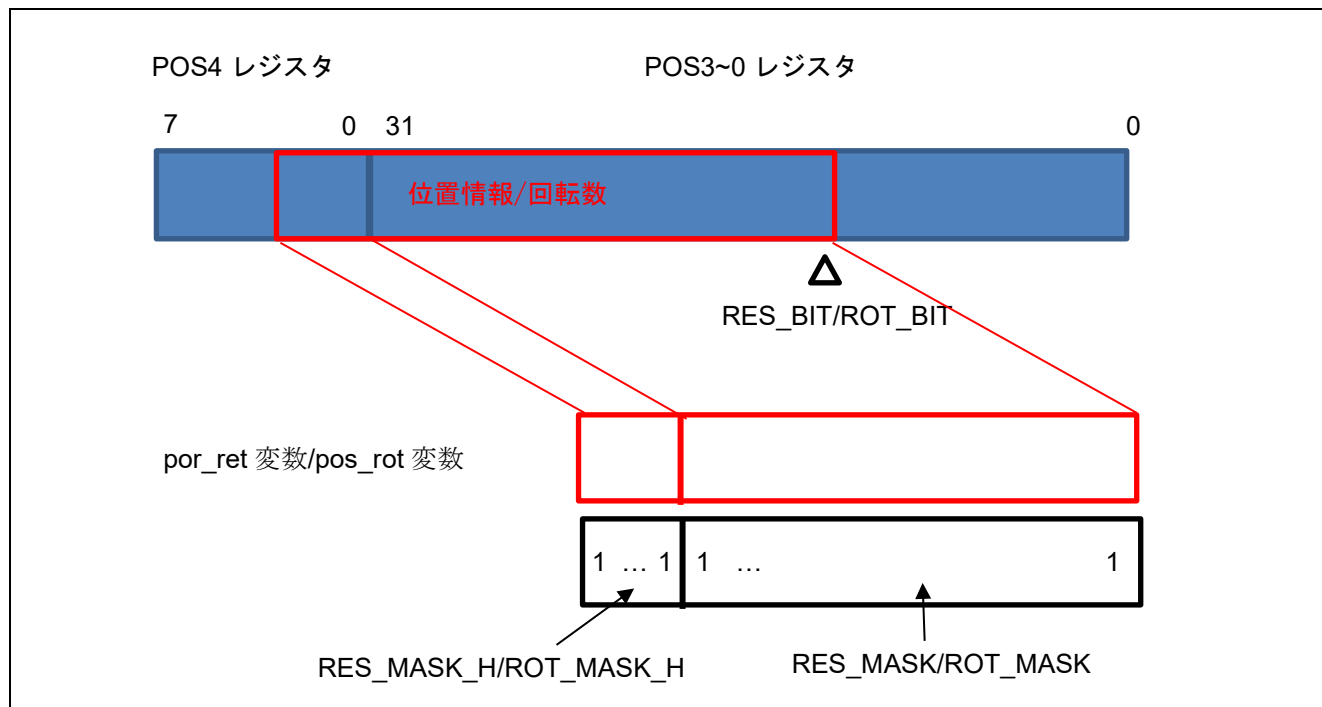 POS4 レジスタ
POS3~0 レジスタ
7 0 31 0
位置情報/回転数
RES_BIT/ROT_BIT
por_ret 変数/pos_rot 変数
1 … 1 1 … 1
RES_MASK_H/ROT_MASK_H
RES_MASK/ROT_MASK